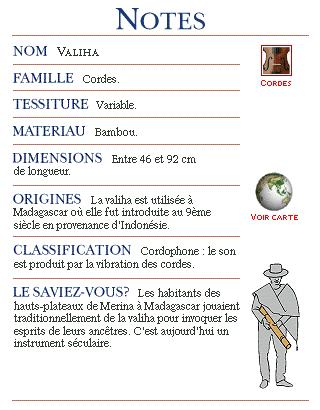 NOTES
NOM VALIHA
FAMILLE Cordes.
CORDES
TESSITURE Variable.
MATERIAU Bambou.
DIMENSIONS Entre 46 et 92 cm
de longueur.
ORIGINES La valiha est utilisée à
Madagascar où elle fut introduite au 9ème
siècle en provenance d'Indonésie.
VOIR CARTE
CLASSIFICATION Cordophone : le son
est produit par la vibration des cordes.
LE SAVIEZ-VOUS? Les habitants des
hauts-plateaux de Merina à Madagascar jouaient
traditionnellement de la valiha pour invoquer les
esprits de leurs ancêtres. C'est aujourd'hui un
instrument séculaire.